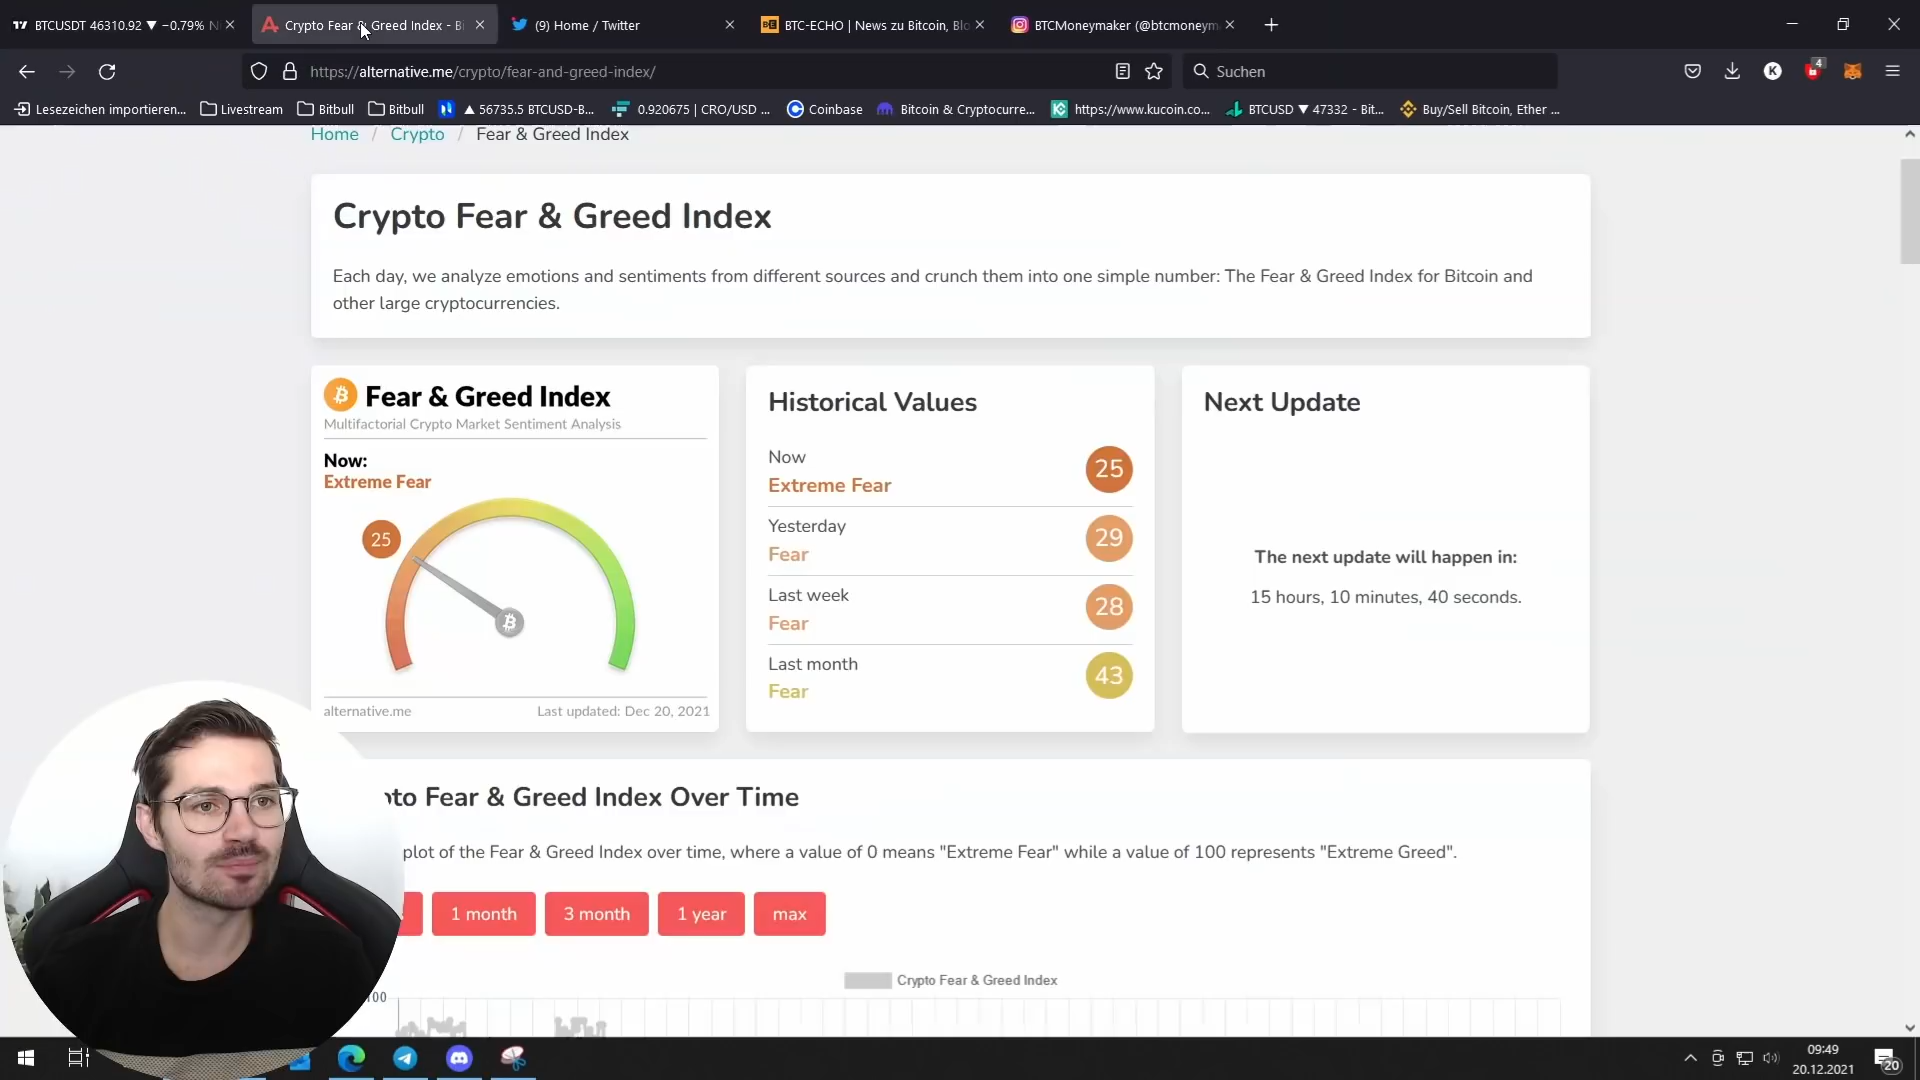 BTCUSDT 46310.92 ▼ −0.79%
Crypto Fear & Greed Index - Bi
(9) Home / Twitter
BTC-ECHO | News zu Bitcoin, Blo
BTCMoneymaker (@btcmoneym
https://alternative.me/crypto/fear-and-greed-index/
Suchen
K
4
Lesezeichen importieren...
Livestream
Bitbull
Bitbull
▲ 56735.5 BTCUSD-B...
0.920675 | CRO/USD ...
Coinbase
Bitcoin & Cryptocurre...
https://www.kucoin.co...
BTCUSD ▼ 47332 - Bit...
Buy/Sell Bitcoin, Ether ...
Home / Crypto / Fear & Greed Index
Crypto Fear & Greed Index
Each day, we analyze emotions and sentiments from different sources and crunch them into one simple number: The Fear & Greed Index for Bitcoin and
other large cryptocurrencies.
Fear & Greed Index
Multifactorial Crypto Market Sentiment Analysis
Now:
Extreme Fear
25
alternative.me
Last updated: Dec 20, 2021
Historical Values
Now
Extreme Fear
25
Yesterday
Fear
29
Last week
Fear
28
Last month
Fear
43
Next Update
The next update will happen in:
15 hours, 10 minutes, 40 seconds.
to Fear & Greed Index Over Time
plot of the Fear & Greed Index over time, where a value of 0 means "Extreme Fear" while a value of 100 represents "Extreme Greed".
1 month
3 month
1 year
max
Crypto Fear & Greed Index
100
09:49
20.12.2021
20